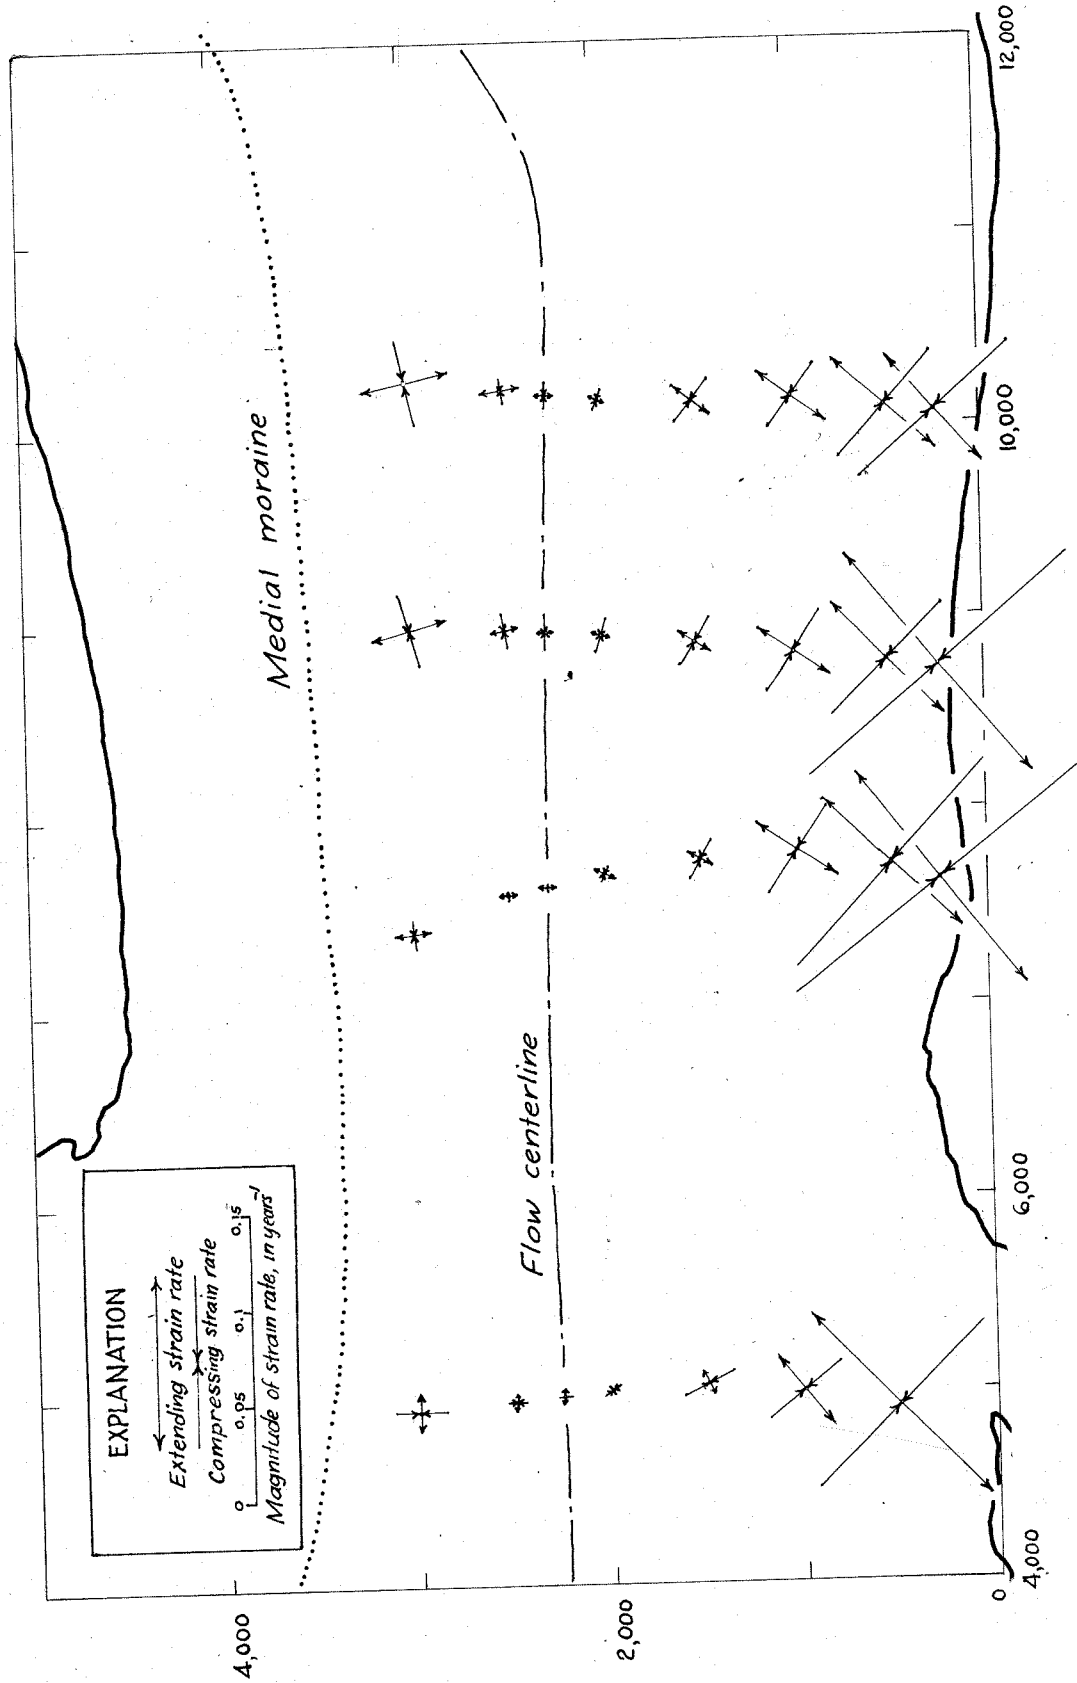 EXPLANATION
Extending strain rate
Compressing strain rate
0 0.05 0.1 0.15
Magnitude of strain rate, in years⁻¹
Medial moraine
Flow centerline
4,000
2,000
0
4,000
6,000
10,000
12,000